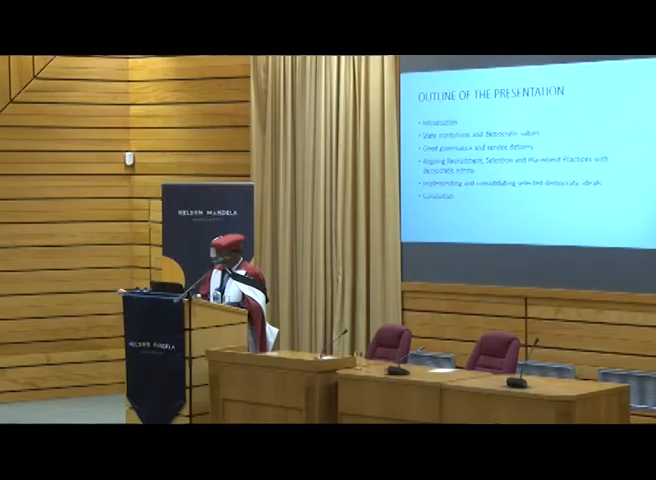 OUTLINE OF THE PRESENTATION
• Introduction
• State institutions and democratic values
• Good governance and service delivery
• Aligning Recruitment, Selection and Placement Practices with
democratic norms
• Implementing and consolidating selected democratic ideals
• Conclusion
NELSON MANDELA
NELSON MANDELA